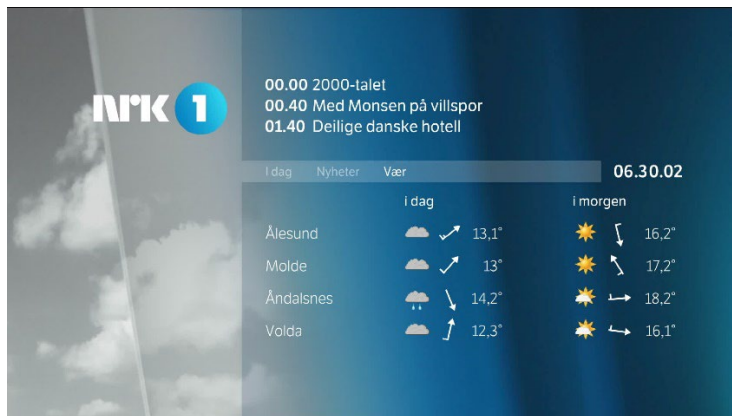 nrk 1
00.00 2000-talet
00.40 Med Monsen på villspor
01.40 Deilige danske hotell
I dag Nyheter Vær 06.30.02
i dag i morgen
Ålesund 13,1° 16,2°
Molde 13° 17,2°
Åndalsnes 14,2° 18,2°
Volda 12,3° 16,1°